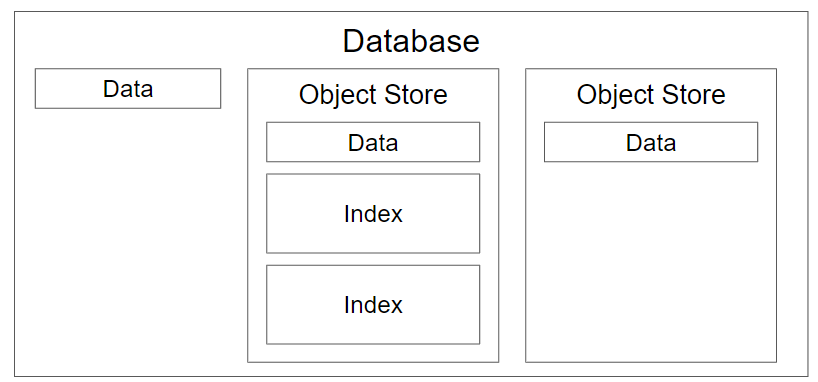 Database
Data
Object Store
Data
Index
Index
Object Store
Data